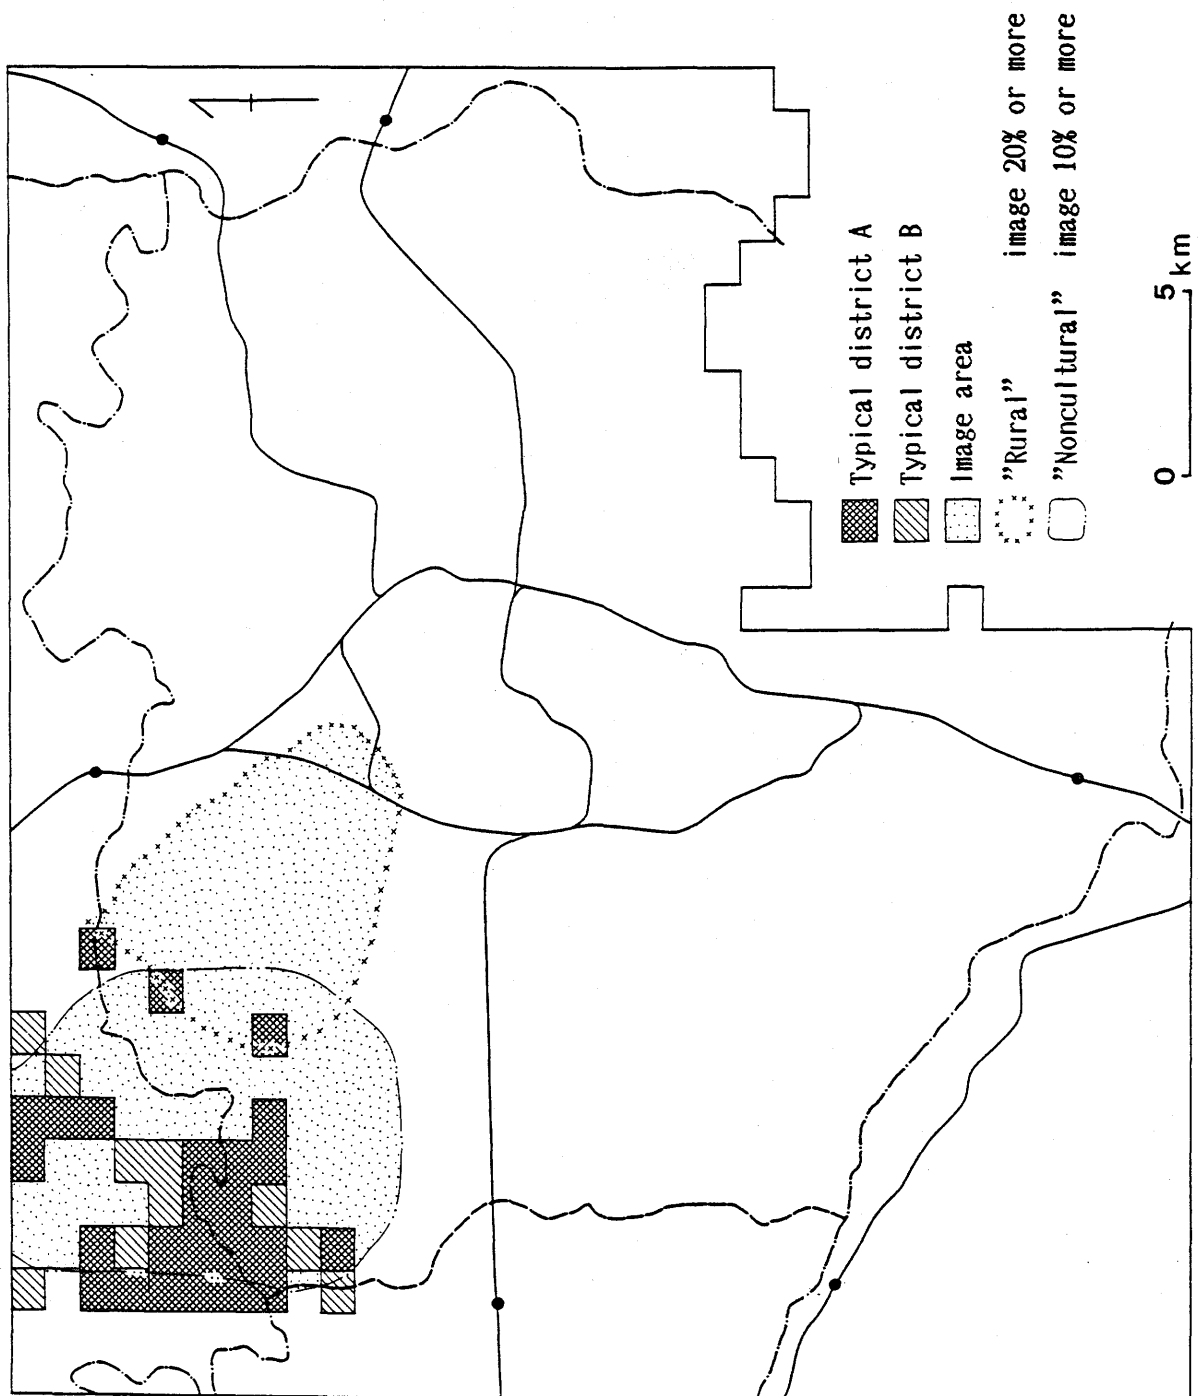 Typical district A
Typical district B
Image area
"Rural" image 20% or more
"Noncultural" image 10% or more
0 5 km